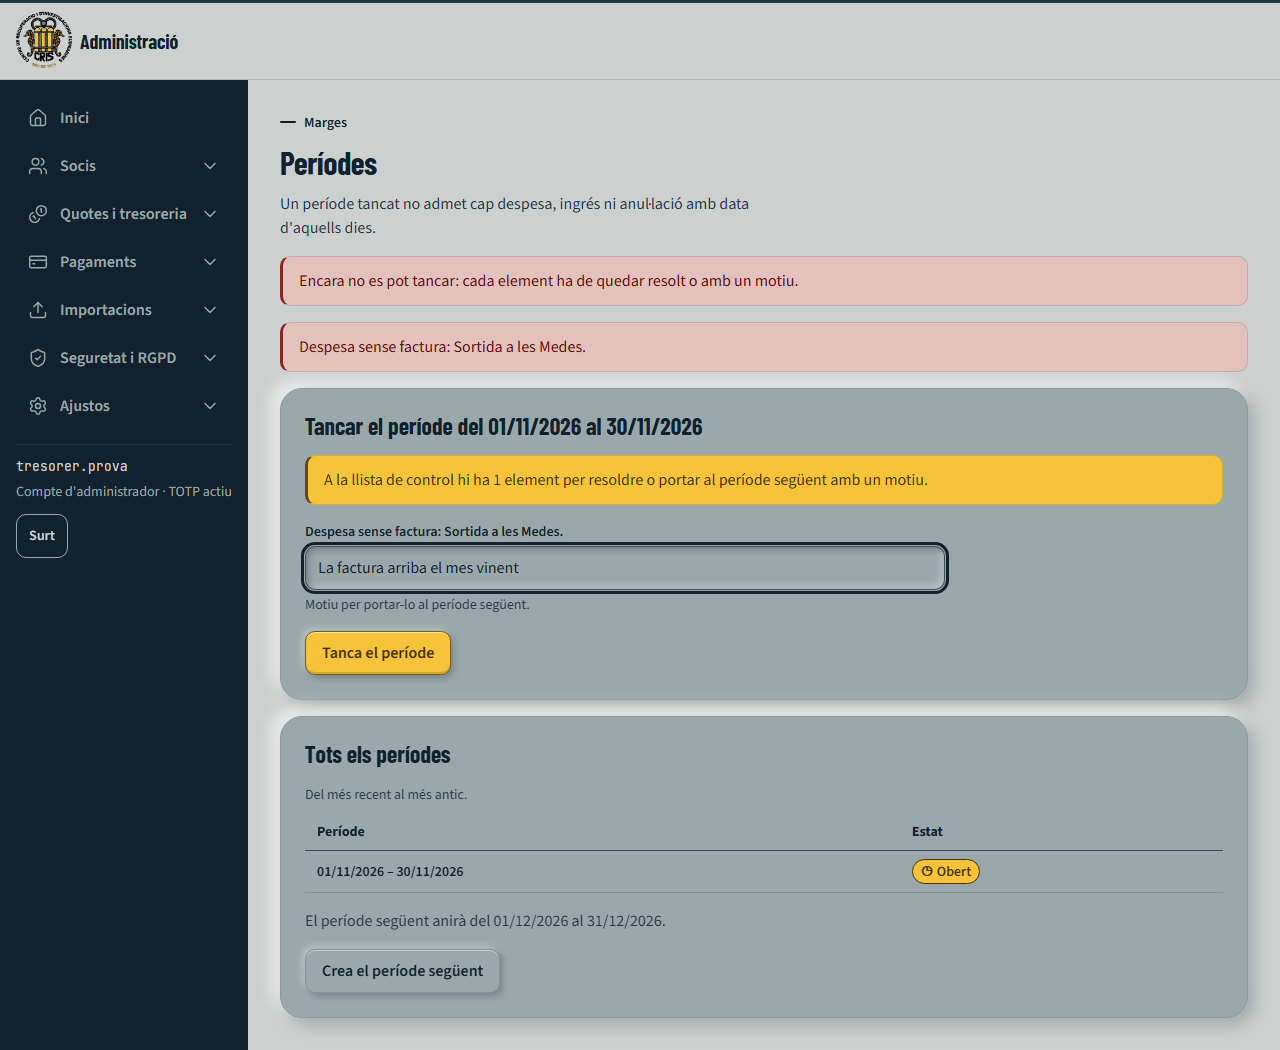 CRIS
Administració
Inici
Socis
Quotes i tresoreria
Pagaments
Importacions
Seguretat i RGPD
Ajustos
tresorer.prova
Compte d'administrador · TOTP actiu
Surt
Marges
Períodes
Un període tancat no admet cap despesa, ingrés ni anul·lació amb data
d'aquells dies.
Encara no es pot tancar: cada element ha de quedar resolt o amb un motiu.
Despesa sense factura: Sortida a les Medes.
Tancar el període del 01/11/2026 al 30/11/2026
A la llista de control hi ha 1 element per resoldre o portar al període següent amb un motiu.
Despesa sense factura: Sortida a les Medes.
La factura arriba el mes vinent
Motiu per portar-lo al període següent.
Tanca el període
Tots els períodes
Del més recent al més antic.
Període
Estat
01/11/2026 – 30/11/2026
Obert
El període següent anirà del 01/12/2026 al 31/12/2026.
Crea el període següent